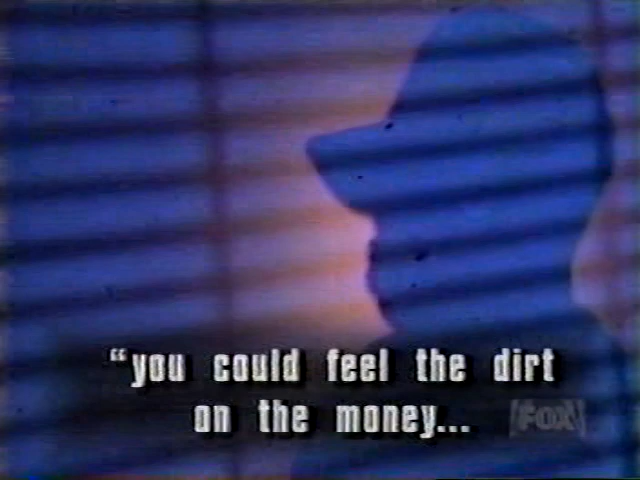 “you could feel the dirt
on the money...
FOX